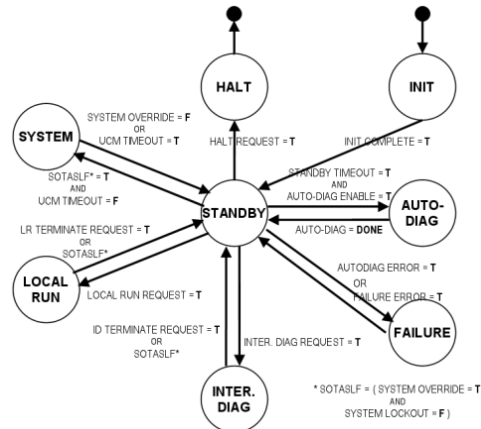 HALT
INIT
SYSTEM OVERRIDE = F
OR
UCM TIMEOUT = T
SYSTEM
HALT REQUEST = T
INIT COMPLETE = T
SOTASLF* = T
AND
UCM TIMEOUT = F
STANDBY TIMEOUT = T
AND
AUTO-DIAG ENABLE = T
STANDBY
AUTO-
DIAG
AUTO-DIAG = DONE
LR TERMINATE REQUEST = T
OR
SOTASLF*
LOCAL
RUN
LOCAL RUN REQUEST = T
AUTODIAG ERROR = T
OR
FAILURE ERROR = T
FAILURE
ID TERMINATE REQUEST = T
OR
SOTASLF*
INTER. DIAG REQUEST = T
INTER.
DIAG
* SOTASLF = ( SYSTEM OVERRIDE = T
AND
SYSTEM LOCKOUT = F )